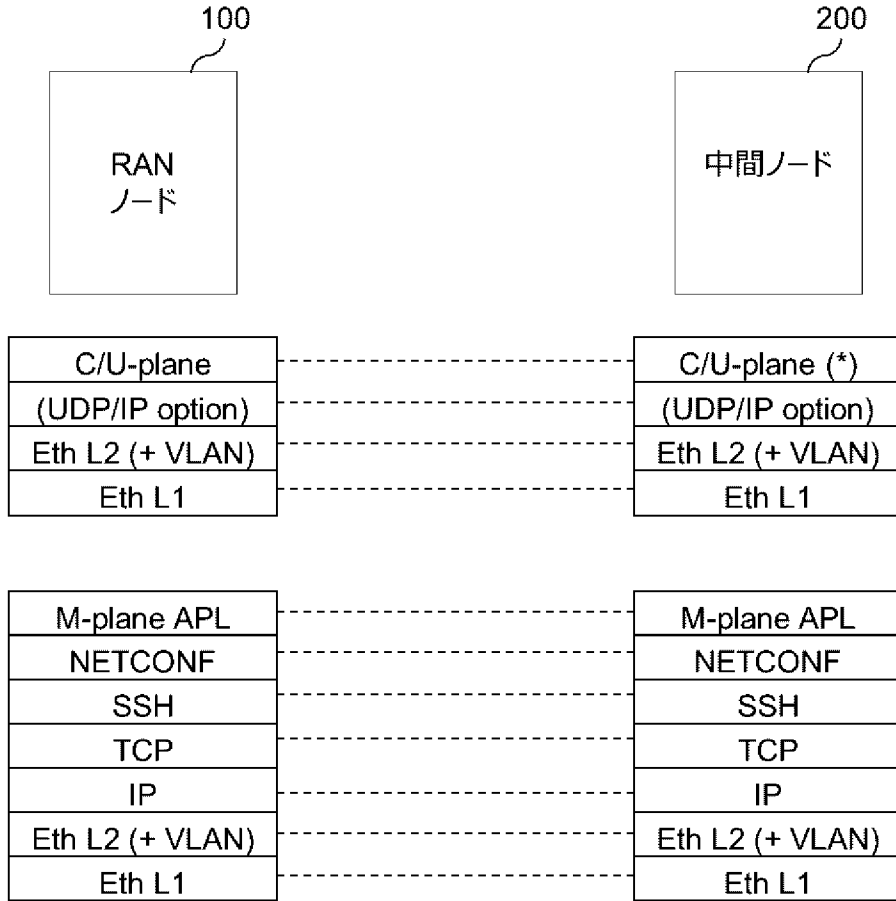 100
200
RAN
ノード
中間ノード
C/U-plane
C/U-plane (*)
(UDP/IP option)
(UDP/IP option)
Eth L2 (+ VLAN)
Eth L2 (+ VLAN)
Eth L1
Eth L1
M-plane APL
M-plane APL
NETCONF
NETCONF
SSH
SSH
TCP
TCP
IP
IP
Eth L2 (+ VLAN)
Eth L2 (+ VLAN)
Eth L1
Eth L1